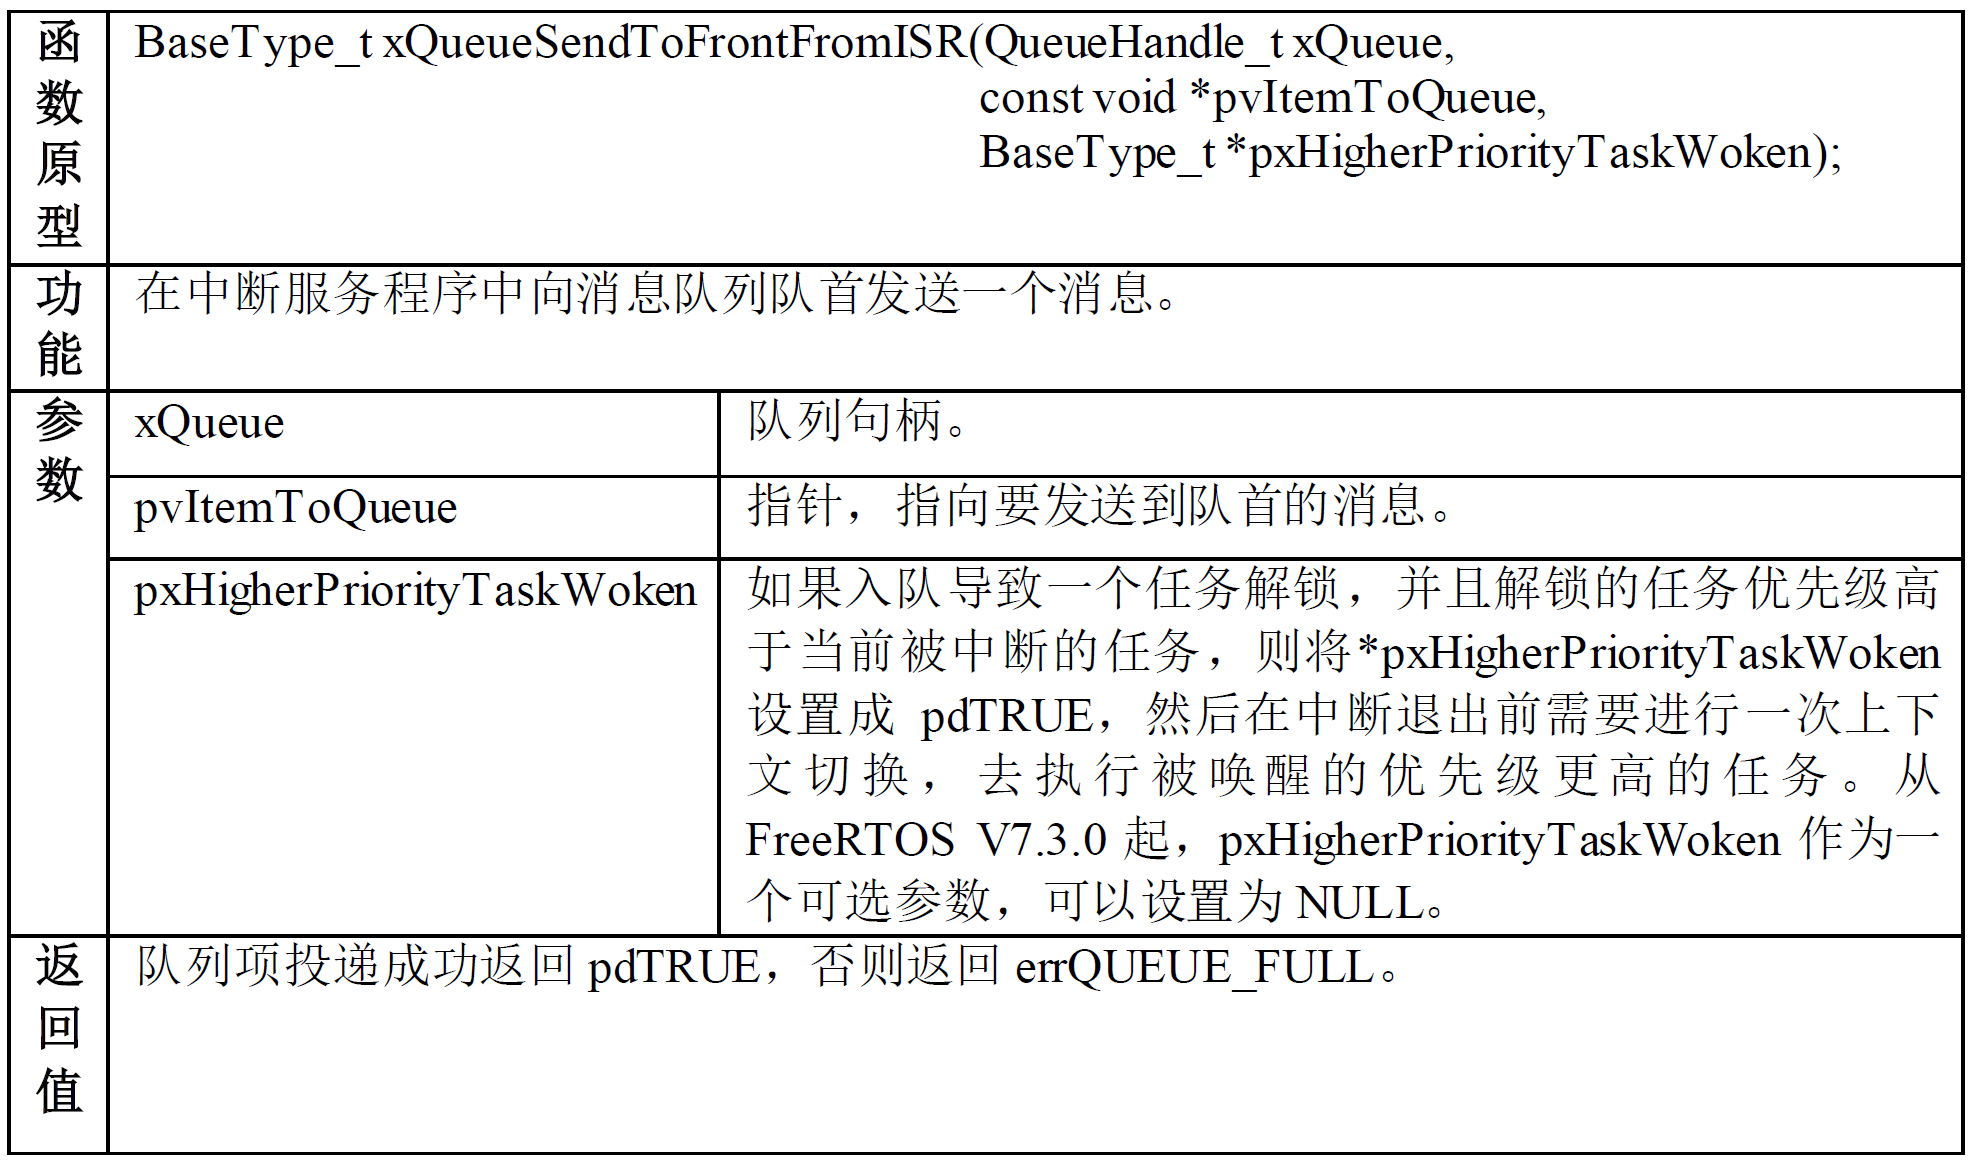 函数原型
BaseType_t xQueueSendToFrontFromISR(QueueHandle_t xQueue,
const void *pvItemToQueue,
BaseType_t *pxHigherPriorityTaskWoken);
功能
在中断服务程序中向消息队列队首发送一个消息。
参数
xQueue
队列句柄。
pvItemToQueue
指针，指向要发送到队首的消息。
pxHigherPriorityTaskWoken
如果入队导致一个任务解锁，并且解锁的任务优先级高
于当前被中断的任务，则将*pxHigherPriorityTaskWoken
设置成 pdTRUE，然后在中断退出前需要进行一次上下
文切换，去执行被唤醒的优先级更高的任务。从
FreeRTOS V7.3.0 起，pxHigherPriorityTaskWoken 作为一
个可选参数，可以设置为 NULL。
返回值
队列项投递成功返回 pdTRUE，否则返回 errQUEUE_FULL。